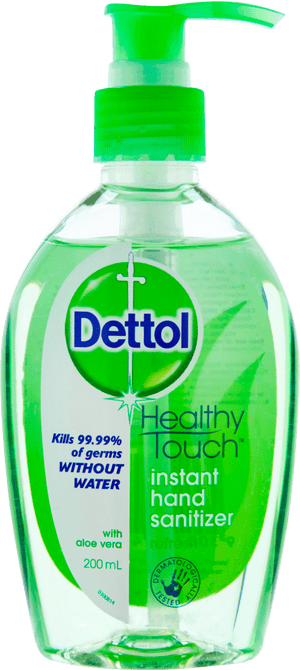 Dettol
Healthy
Touch™
Kills 99.99%
of germs
WITHOUT
WATER
instant
hand
sanitizer
with
aloe vera
200 mL
DERMATOLOGICALLY
TESTED